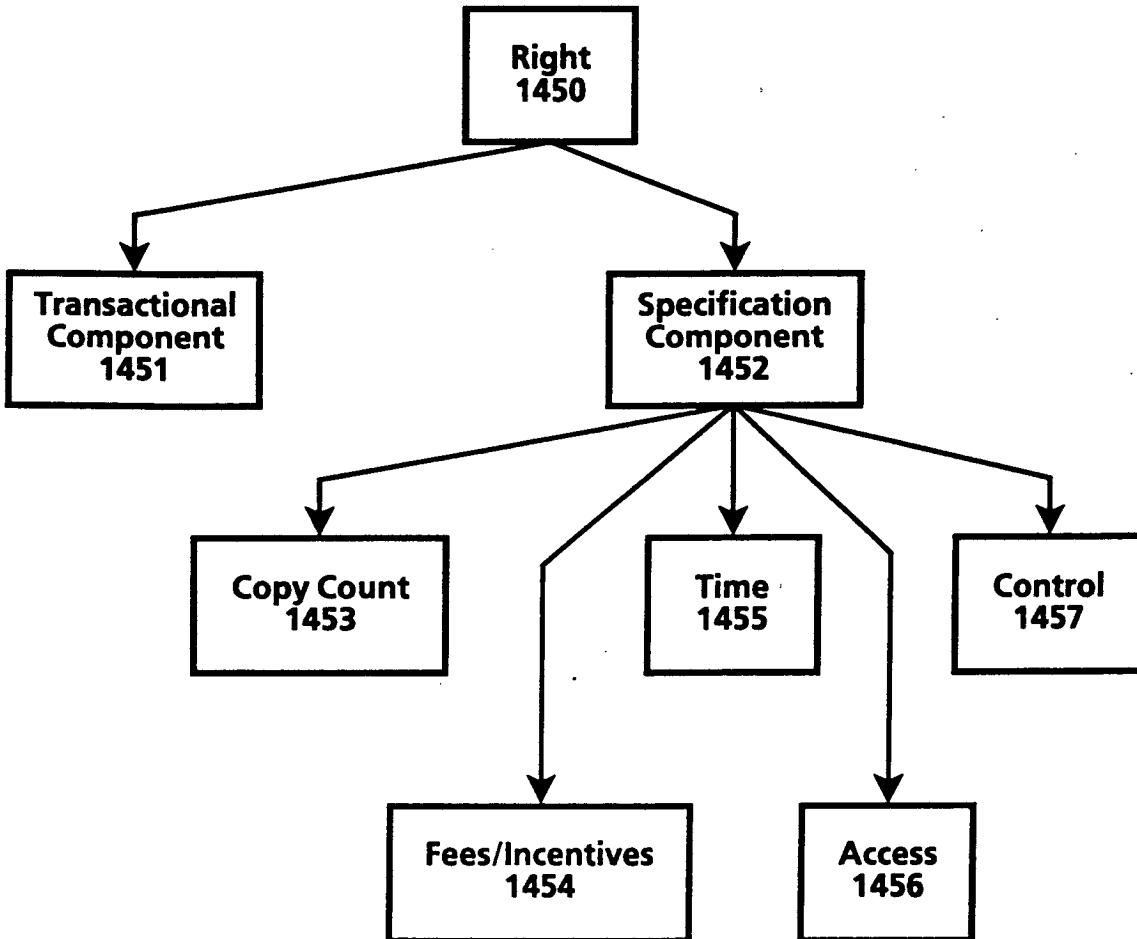 Right
1450
Transactional
Component
1451
Specification
Component
1452
Copy Count
1453
Time
1455
Control
1457
Fees/Incentives
1454
Access
1456